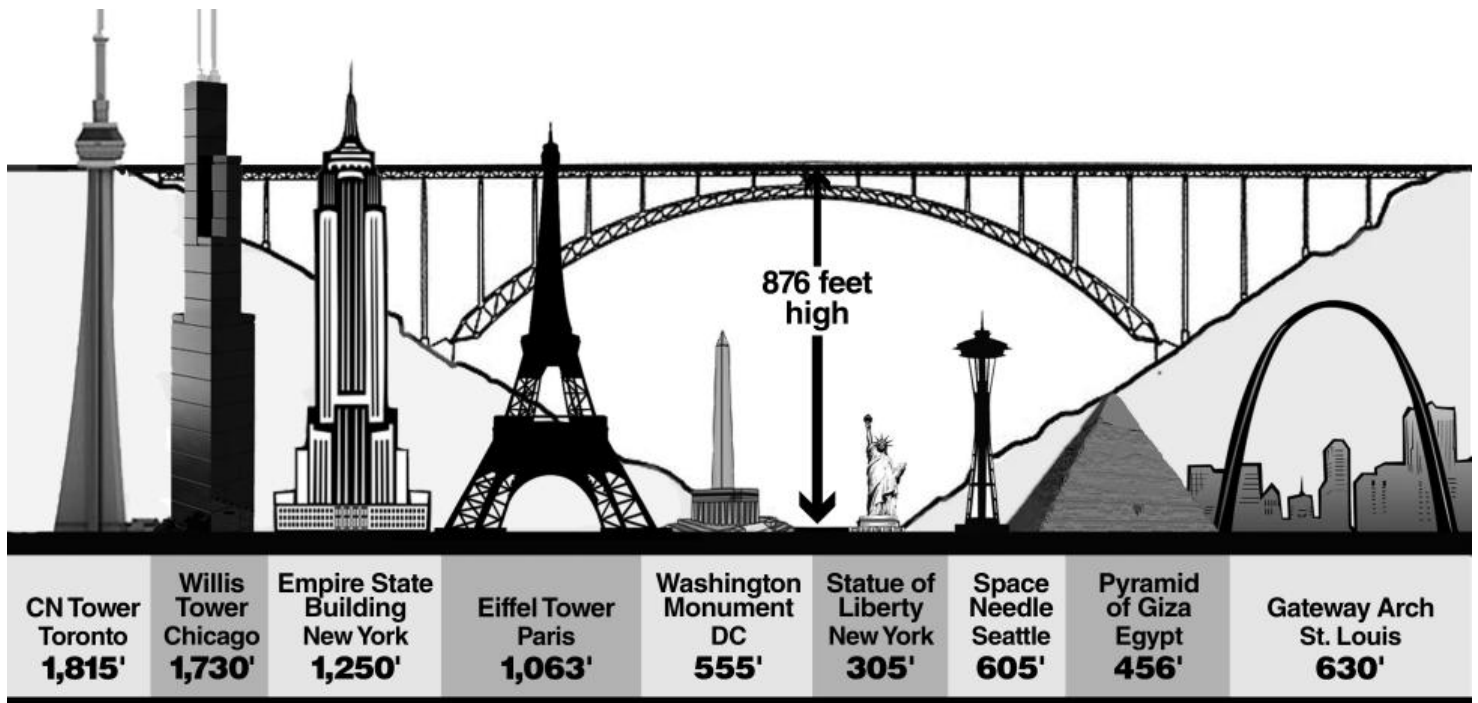 876 feet
high
CN Tower
Toronto
1,815'
Willis
Tower
Chicago
1,730'
Empire State
Building
New York
1,250'
Eiffel Tower
Paris
1,063'
Washington
Monument
DC
555'
Statue of
Liberty
New York
305'
Space
Needle
Seattle
605'
Pyramid
of Giza
Egypt
456'
Gateway Arch
St. Louis
630'